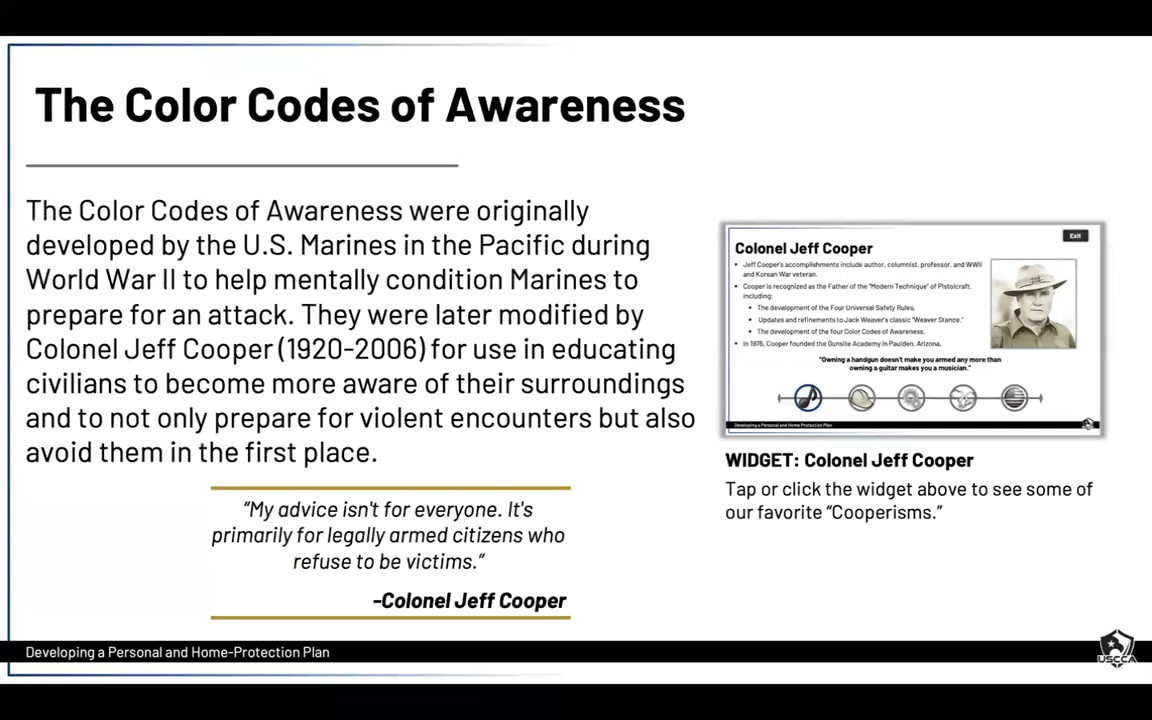 The Color Codes of Awareness
The Color Codes of Awareness were originally
developed by the U.S. Marines in the Pacific during
World War II to help mentally condition Marines to
prepare for an attack. They were later modified by
Colonel Jeff Cooper (1920-2006) for use in educating
civilians to become more aware of their surroundings
and to not only prepare for violent encounters but also
avoid them in the first place.
“My advice isn't for everyone. It's
primarily for legally armed citizens who
refuse to be victims.”
-Colonel Jeff Cooper
Exit
Colonel Jeff Cooper
• Jeff Cooper's accomplishments include author, columnist, professor, and WWII
and Korean War veteran.
• Cooper is recognized as the Father of the "Modern Technique" of Pistolcraft,
including:
• The development of the Four Universal Safety Rules,
• Updates and refinements to Jack Weaver's classic "Weaver Stance."
• The development of the four Color Codes of Awareness.
• In 1976, Cooper founded the Gunsite Academy in Paulden, Arizona.
"Owning a handgun doesn't make you armed any more than
owning a guitar makes you a musician."
Developing a Personal and Home-Protection Plan
WIDGET: Colonel Jeff Cooper
Tap or click the widget above to see some of
our favorite “Cooperisms.”
Developing a Personal and Home-Protection Plan
USCCA